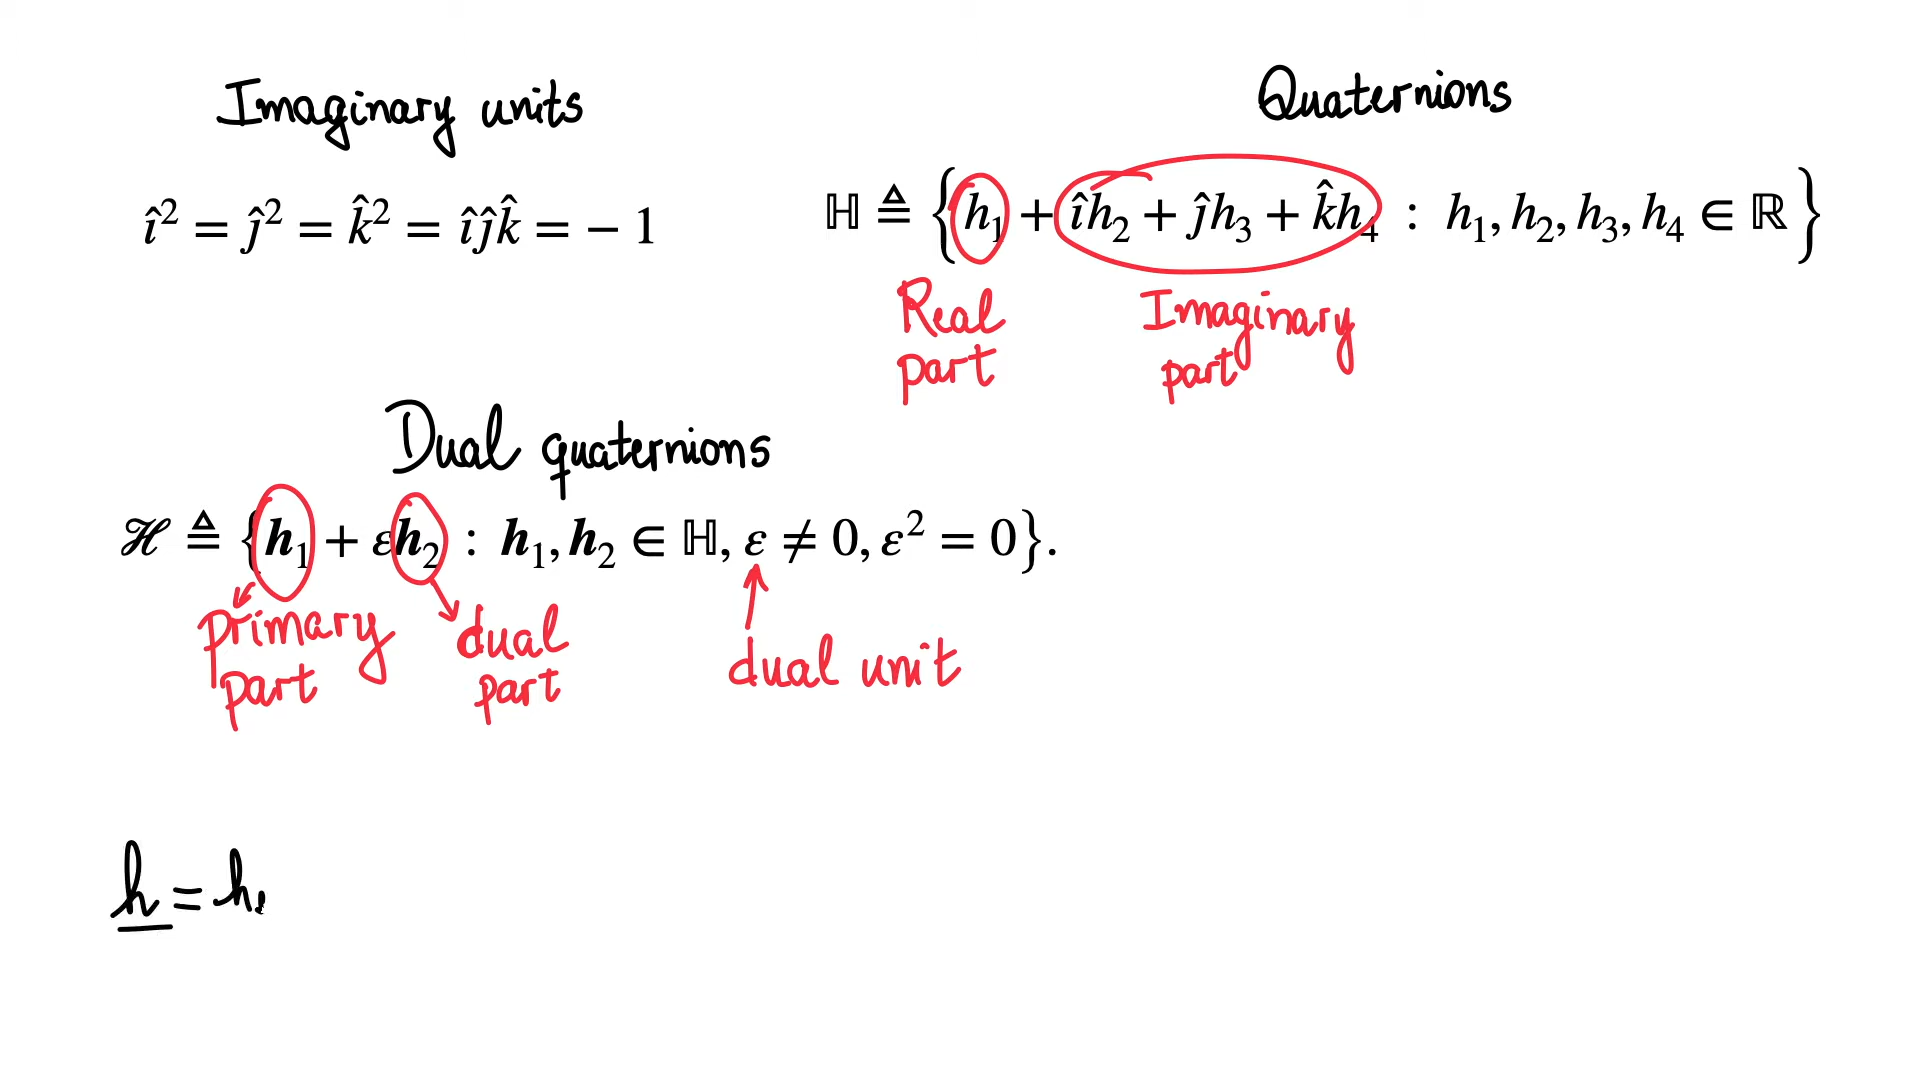 Imaginary units
î² = ĵ² = k̂² = îĵk̂ = − 1
Quaternions
ℍ ≜ {h₁ + îh₂ + ĵh₃ + k̂h₄ : h₁, h₂, h₃, h₄ ∈ ℝ}
Real
part
Imaginary
part
Dual quaternions
ℋ ≜ {𝒉₁ + ε𝒉₂ : 𝒉₁, 𝒉₂ ∈ ℍ, ε ≠ 0, ε² = 0}.
primary
part
dual
part
dual unit
h̲ = h₁